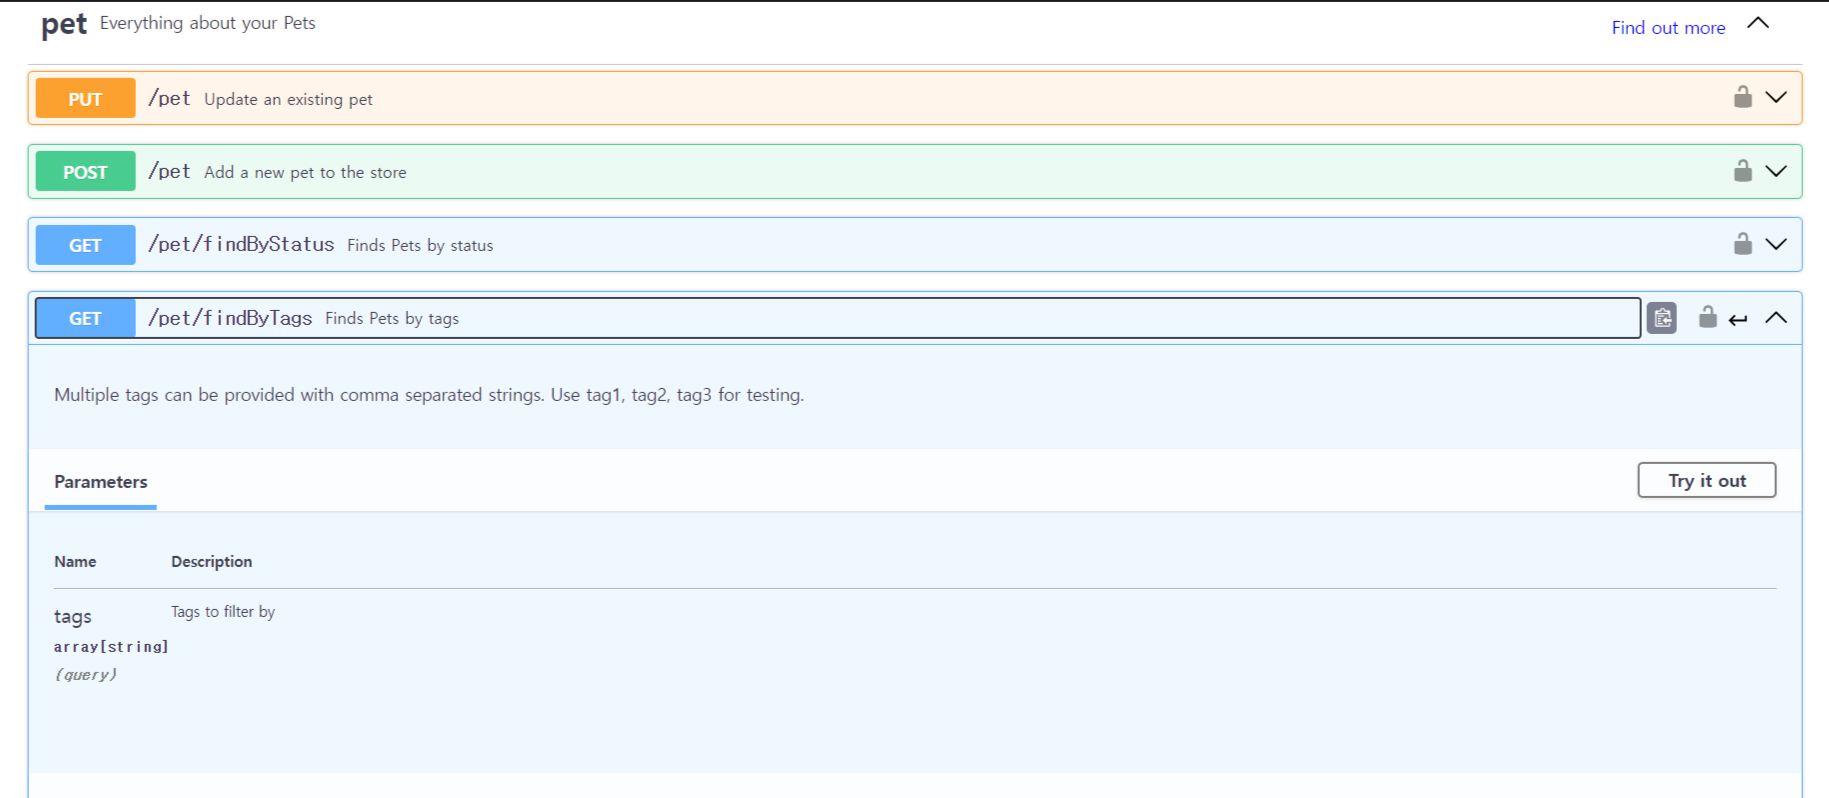 pet Everything about your Pets Find out more
PUT /pet Update an existing pet
POST /pet Add a new pet to the store
GET /pet/findByStatus Finds Pets by status
GET /pet/findByTags Finds Pets by tags
Multiple tags can be provided with comma separated strings. Use tag1, tag2, tag3 for testing.
Parameters Try it out
Name Description
tags Tags to filter by
array[string]
(query)